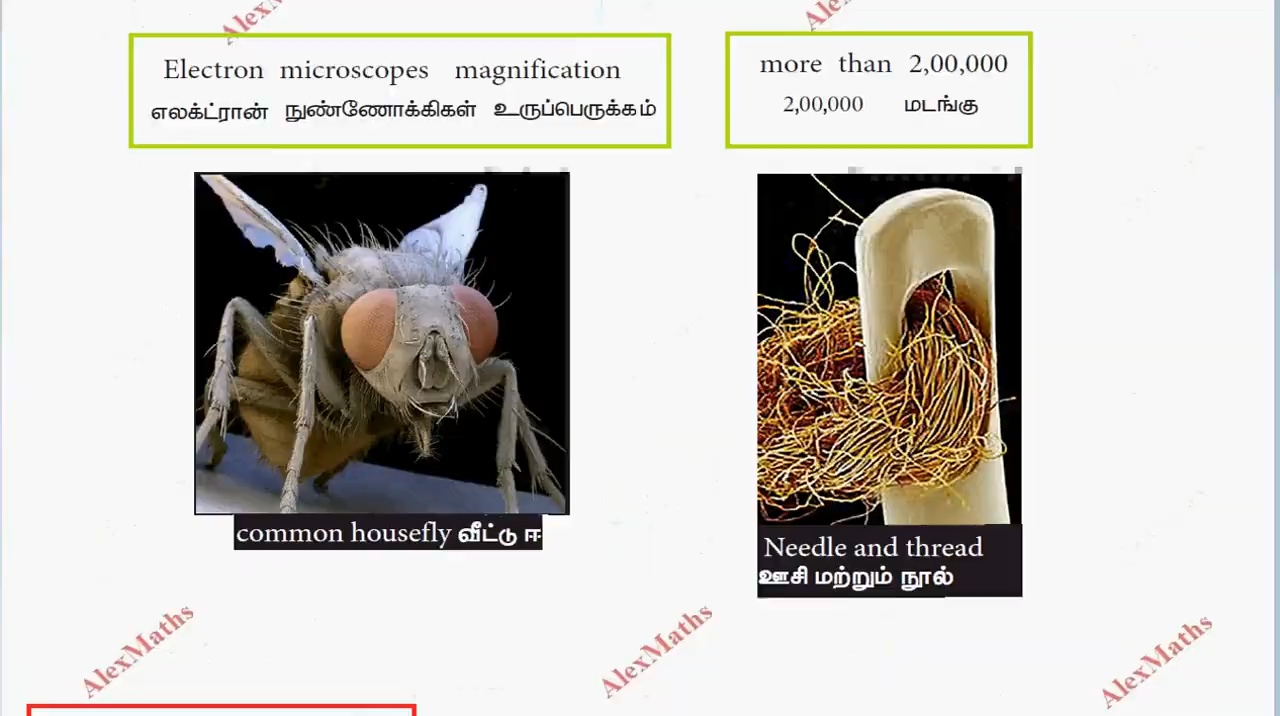 AlexMaths
AlexMaths
Electron microscopes magnification
எலக்ட்ரான் நுண்ணோக்கிகள் உருப்பெருக்கம்
more than 2,00,000
2,00,000 மடங்கு
common housefly வீட்டு ஈ
Needle and thread
ஊசி மற்றும் நூல்
AlexMaths
AlexMaths
AlexMaths